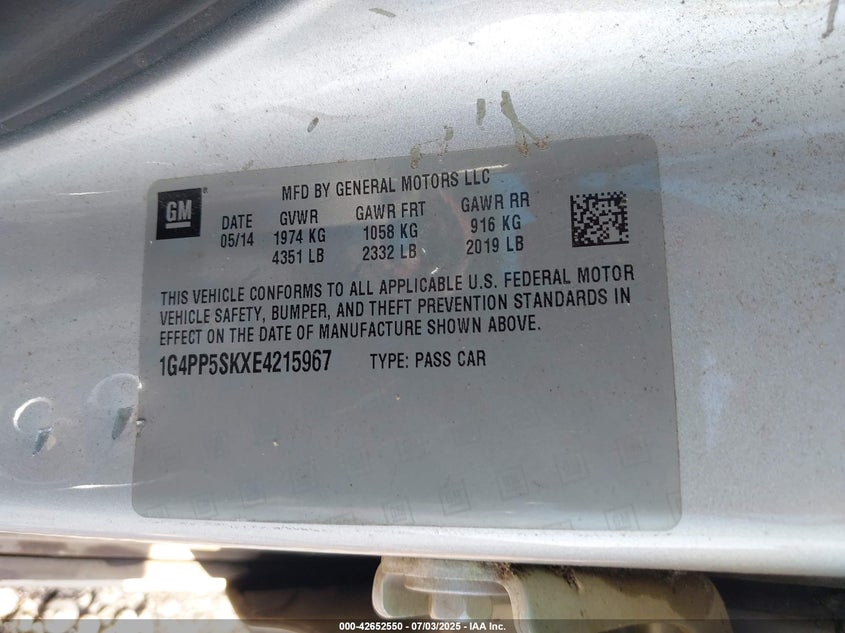 MFD BY GENERAL MOTORS LLC
GM®
DATE GVWR GAWR FRT GAWR RR
05/14 1974 KG 1058 KG 916 KG
4351 LB 2332 LB 2019 LB
THIS VEHICLE CONFORMS TO ALL APPLICABLE U.S. FEDERAL MOTOR
VEHICLE SAFETY, BUMPER, AND THEFT PREVENTION STANDARDS IN
EFFECT ON THE DATE OF MANUFACTURE SHOWN ABOVE.
1G4PP5SKXE4215967 TYPE: PASS CAR
000-42652550 - 07/03/2025 - IAA Inc.